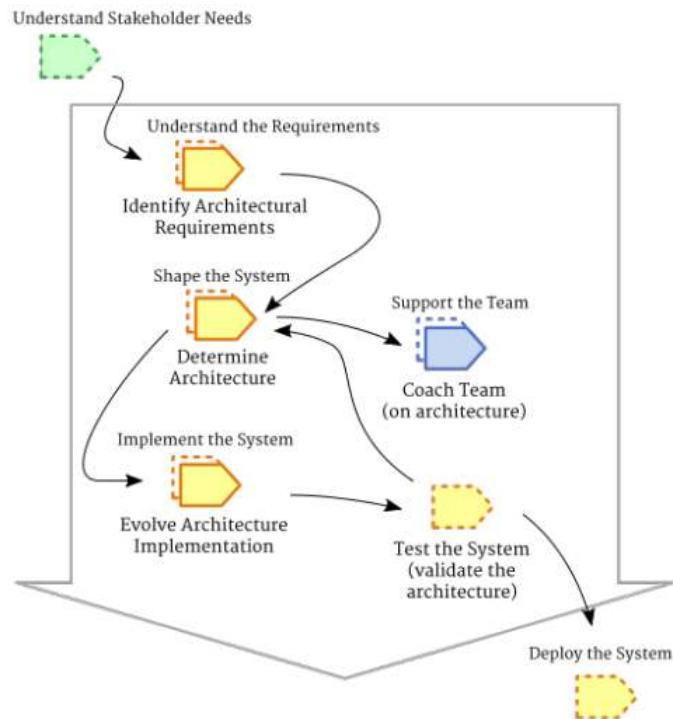 Understand Stakeholder Needs
Understand the Requirements
Identify Architectural
Requirements
Shape the System
Determine
Architecture
Support the Team
Coach Team
(on architecture)
Implement the System
Evolve Architecture
Implementation
Test the System
(validate the
architecture)
Deploy the System